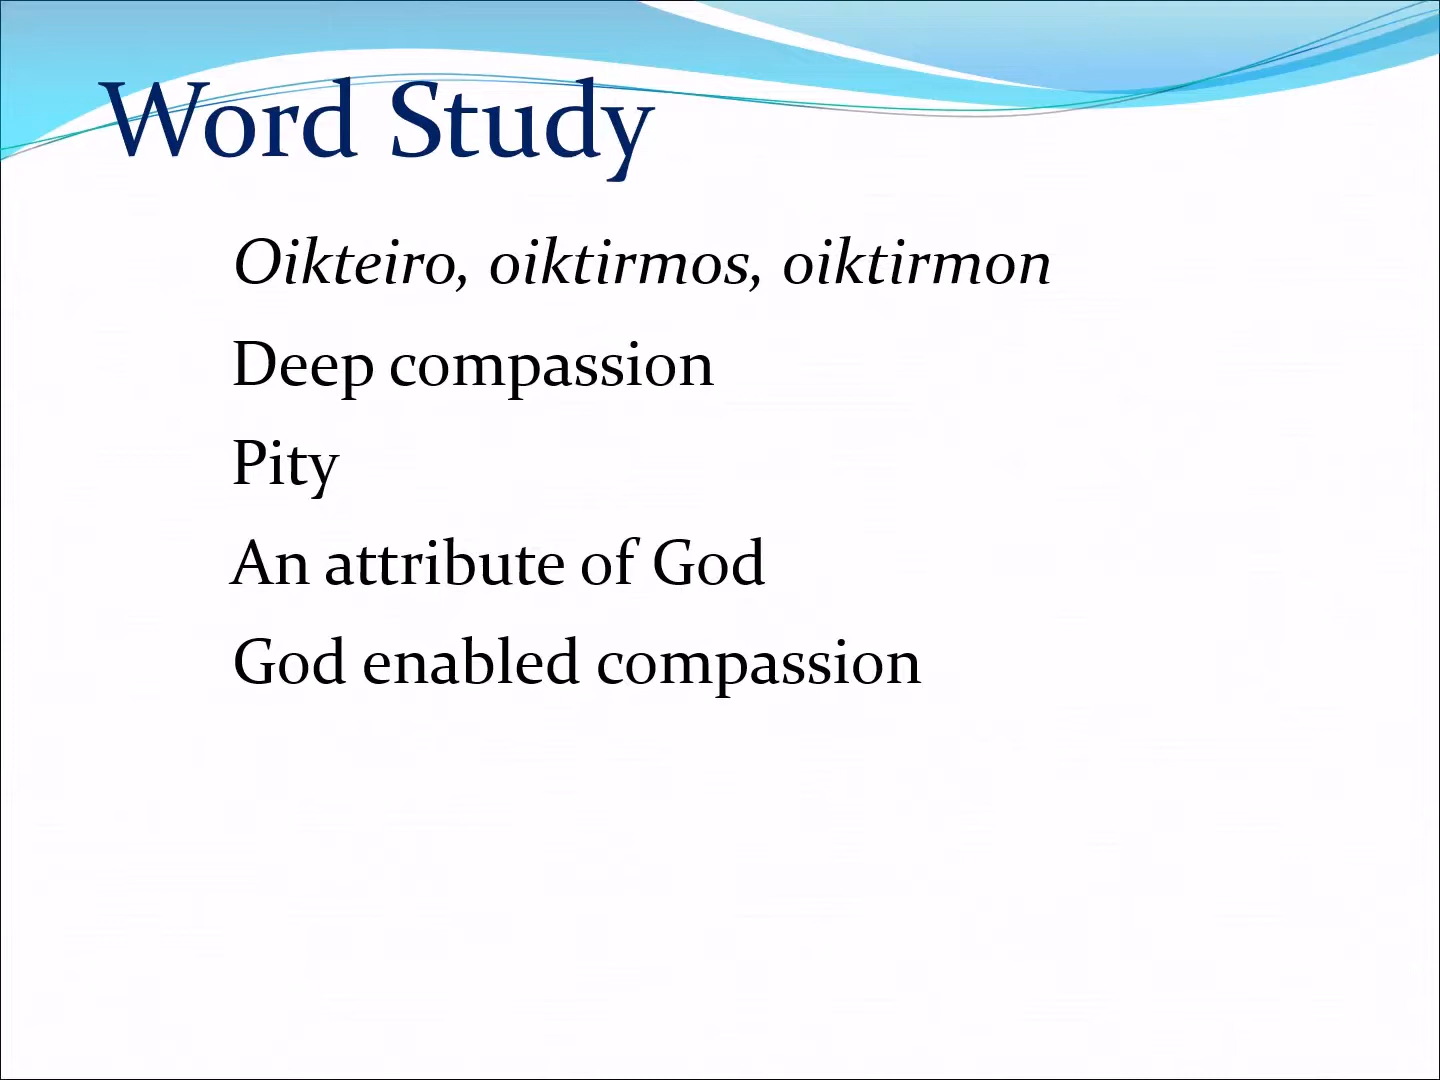 Word Study
Oikteiro, oiktirmos, oiktirmon
Deep compassion
Pity
An attribute of God
God enabled compassion